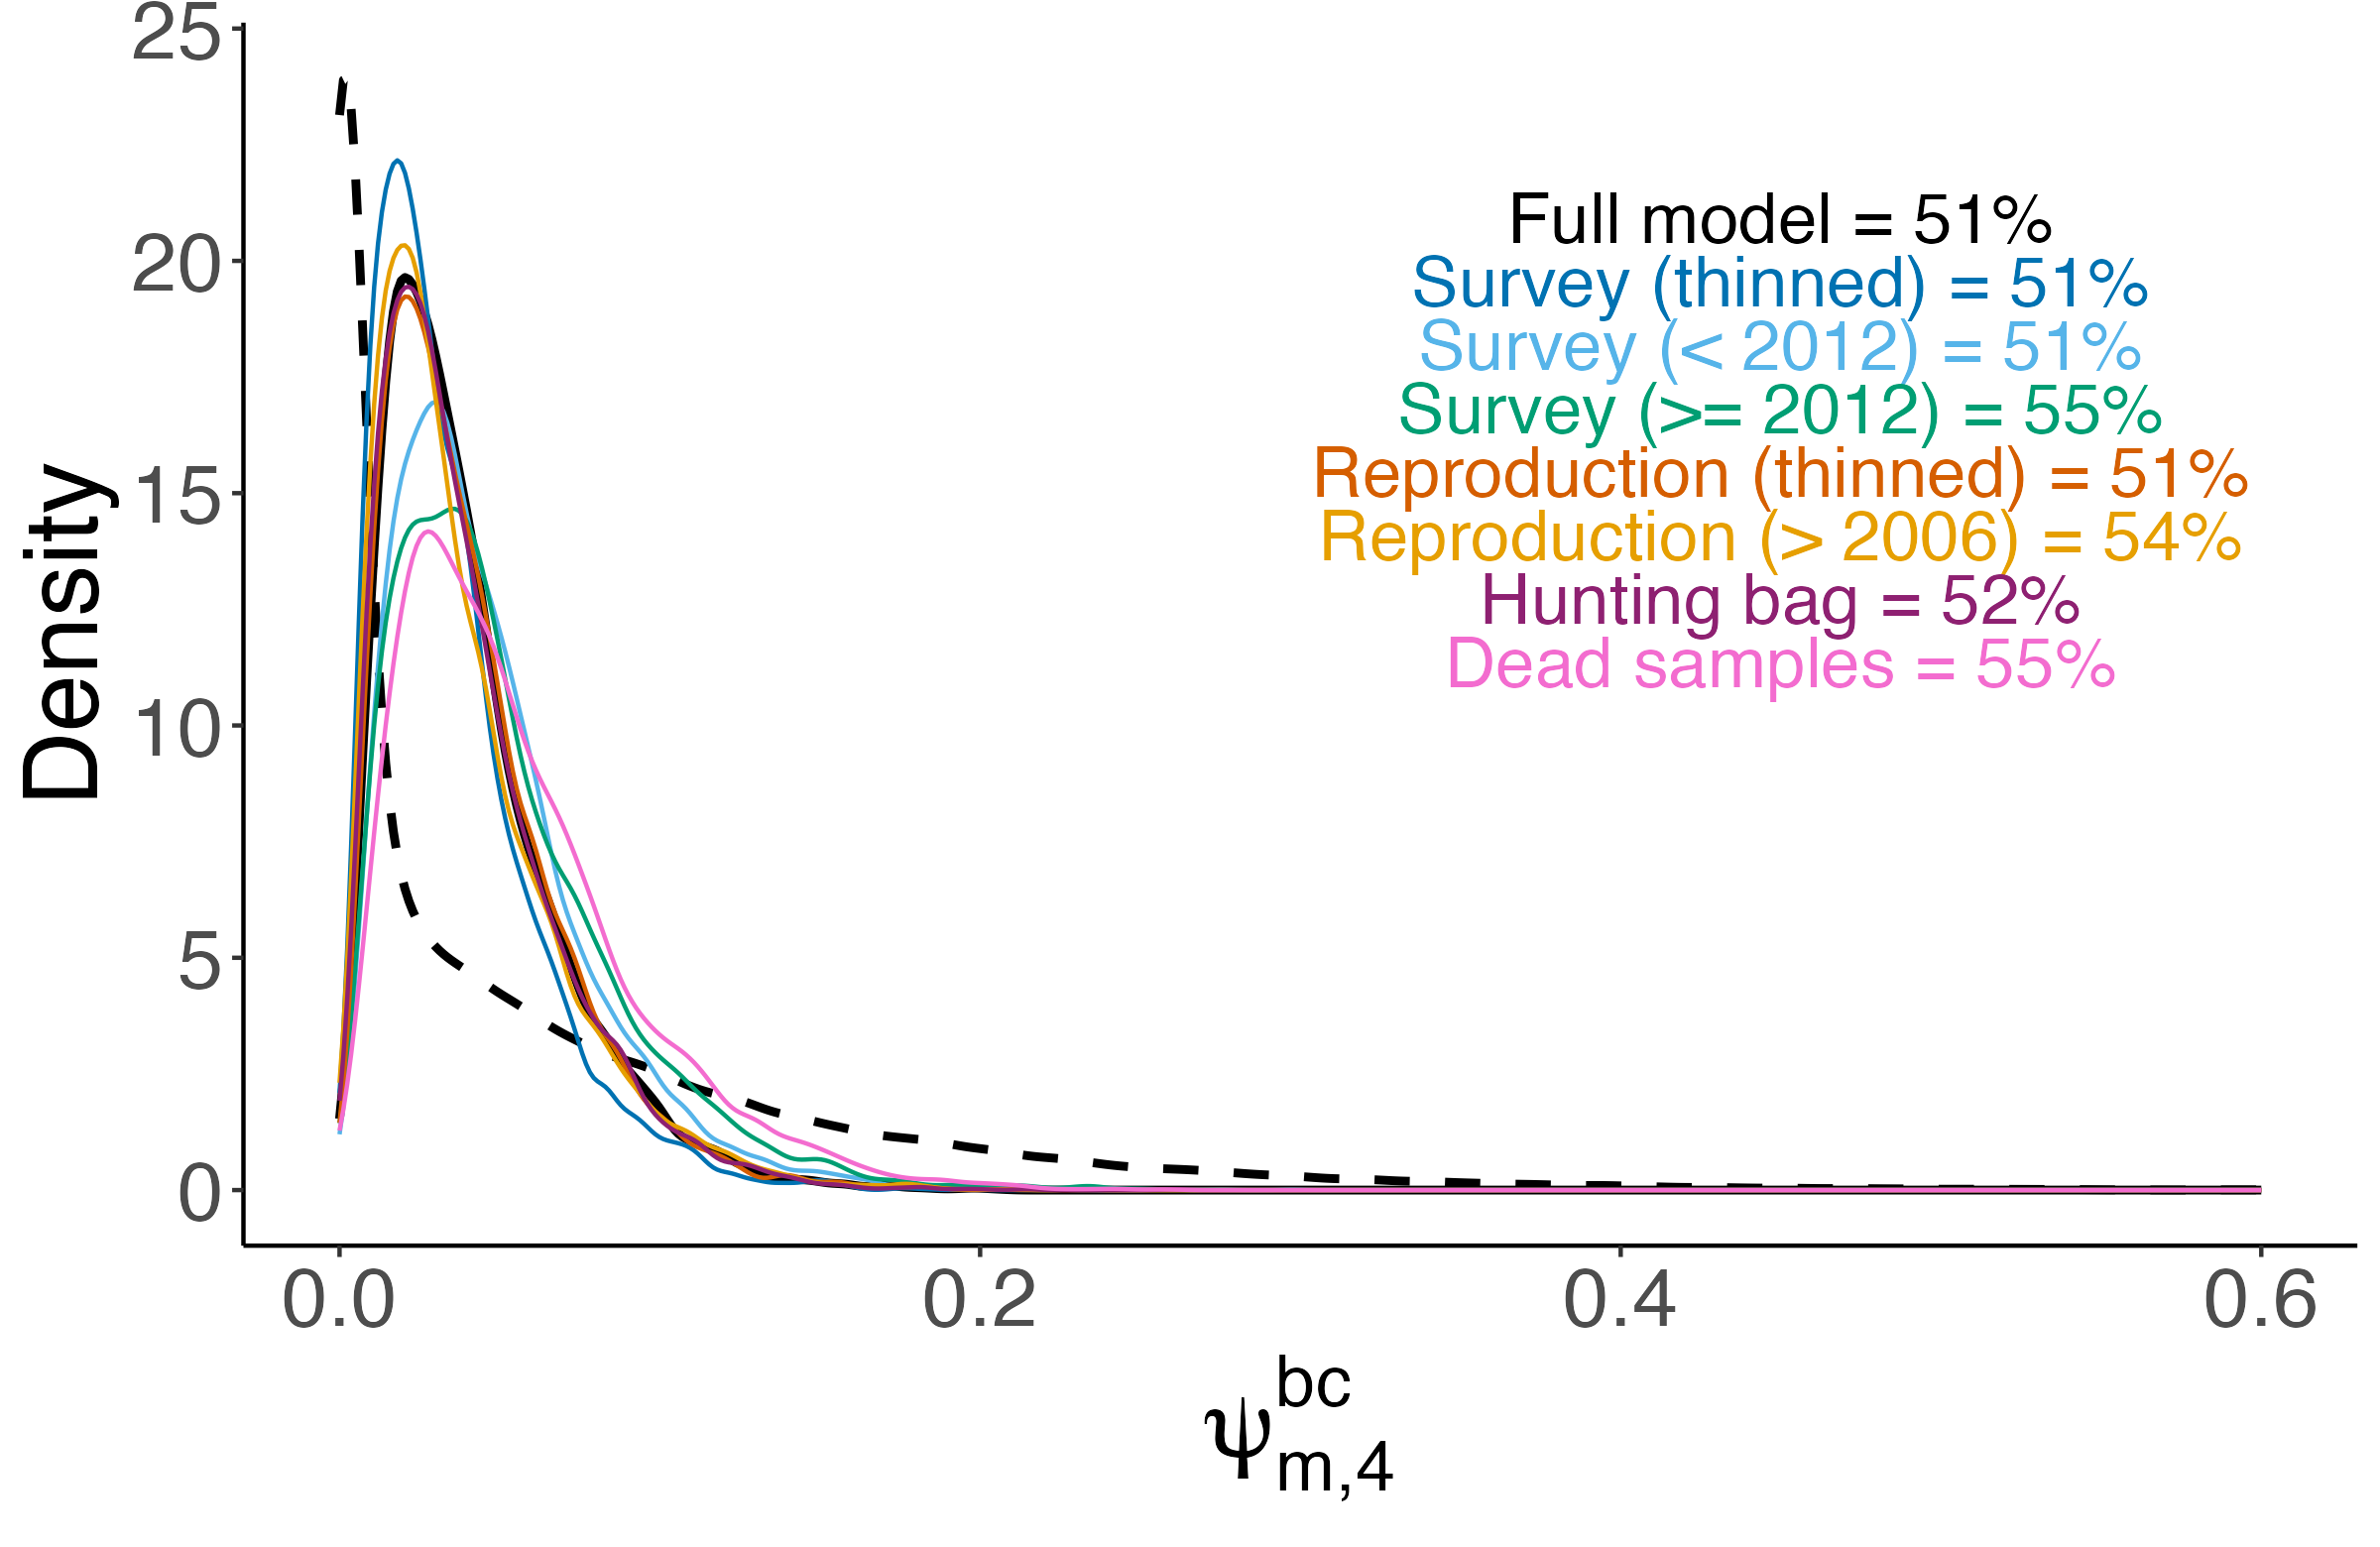 25
20
15
10
5
0
Density
Full model = 51%
Survey (thinned) = 51%
Survey (< 2012) = 51%
Survey (>= 2012) = 55%
Reproduction (thinned) = 51%
Reproduction (> 2006) = 54%
Hunting bag = 52%
Dead samples = 55%
0.0 0.2 0.4 0.6
ψ bc m,4